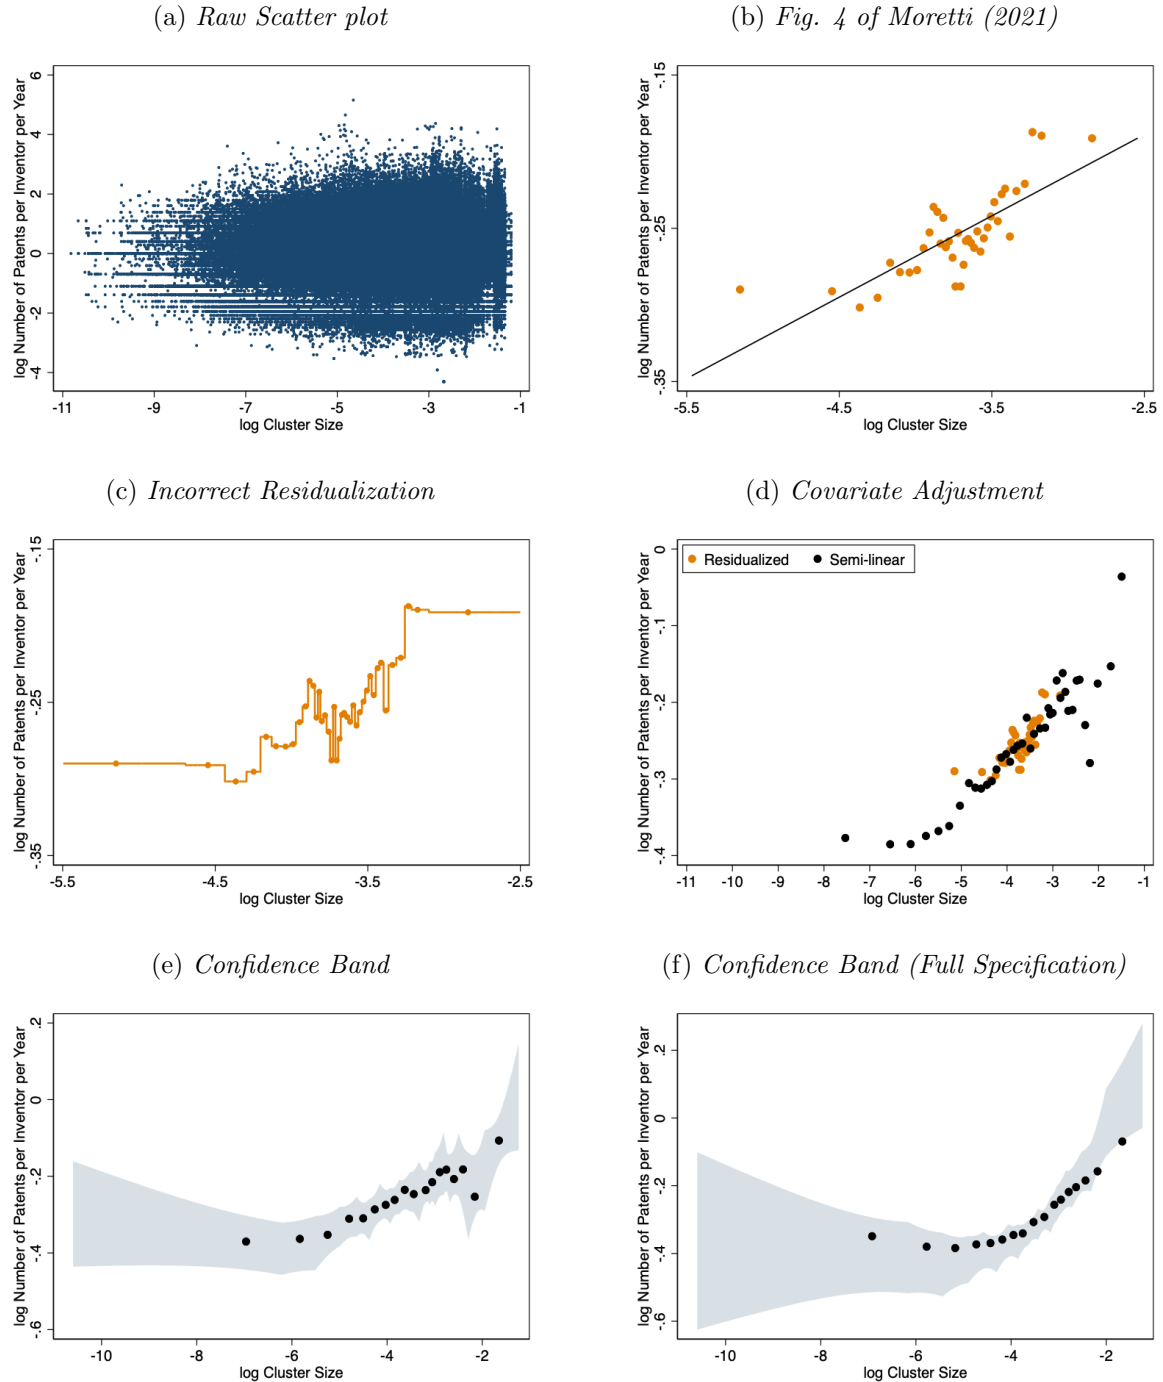 (a) Raw Scatter plot
log Number of Patents per Inventor per Year
6
4
2
0
-2
-4
-11 -9 -7 -5 -3 -1
log Cluster Size
(b) Fig. 4 of Moretti (2021)
log Number of Patents per Inventor per Year
-.15
-.25
-.35
-5.5 -4.5 -3.5 -2.5
log Cluster Size
(c) Incorrect Residualization
log Number of Patents per Inventor per Year
-.15
-.25
-.35
-5.5 -4.5 -3.5 -2.5
log Cluster Size
(d) Covariate Adjustment
Residualized Semi-linear
log Number of Patents per Inventor per Year
0
-.1
-.2
-.3
-.4
-11 -10 -9 -8 -7 -6 -5 -4 -3 -2 -1
log Cluster Size
(e) Confidence Band
log Number of Patents per Inventor per Year
.2
0
-.2
-.4
-.6
-10 -8 -6 -4 -2
log Cluster Size
(f) Confidence Band (Full Specification)
log Number of Patents per Inventor per Year
.2
0
-.2
-.4
-.6
-10 -8 -6 -4 -2
log Cluster Size